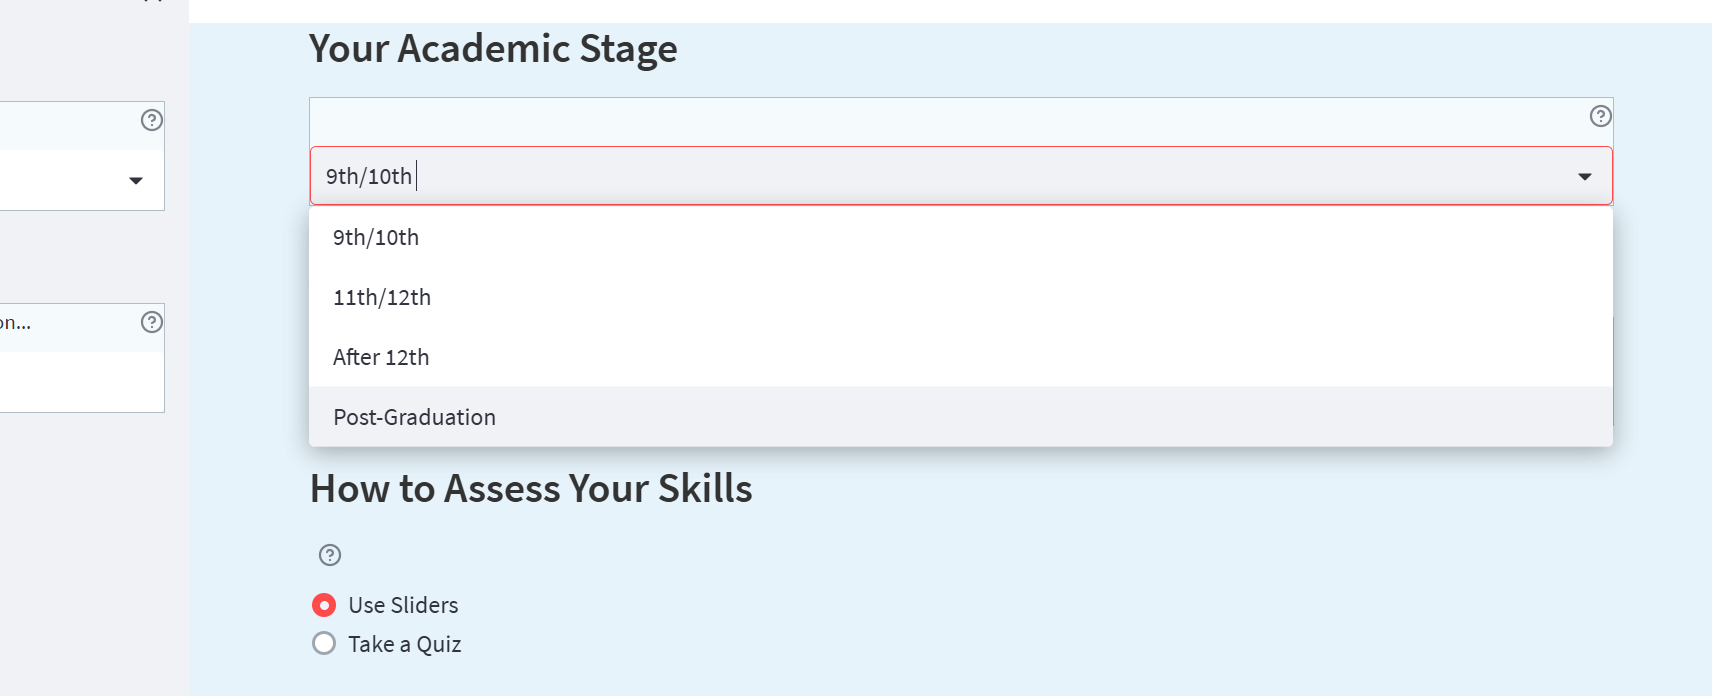 Your Academic Stage
9th/10th
9th/10th
11th/12th
After 12th
Post-Graduation
on...
How to Assess Your Skills
Use Sliders
Take a Quiz